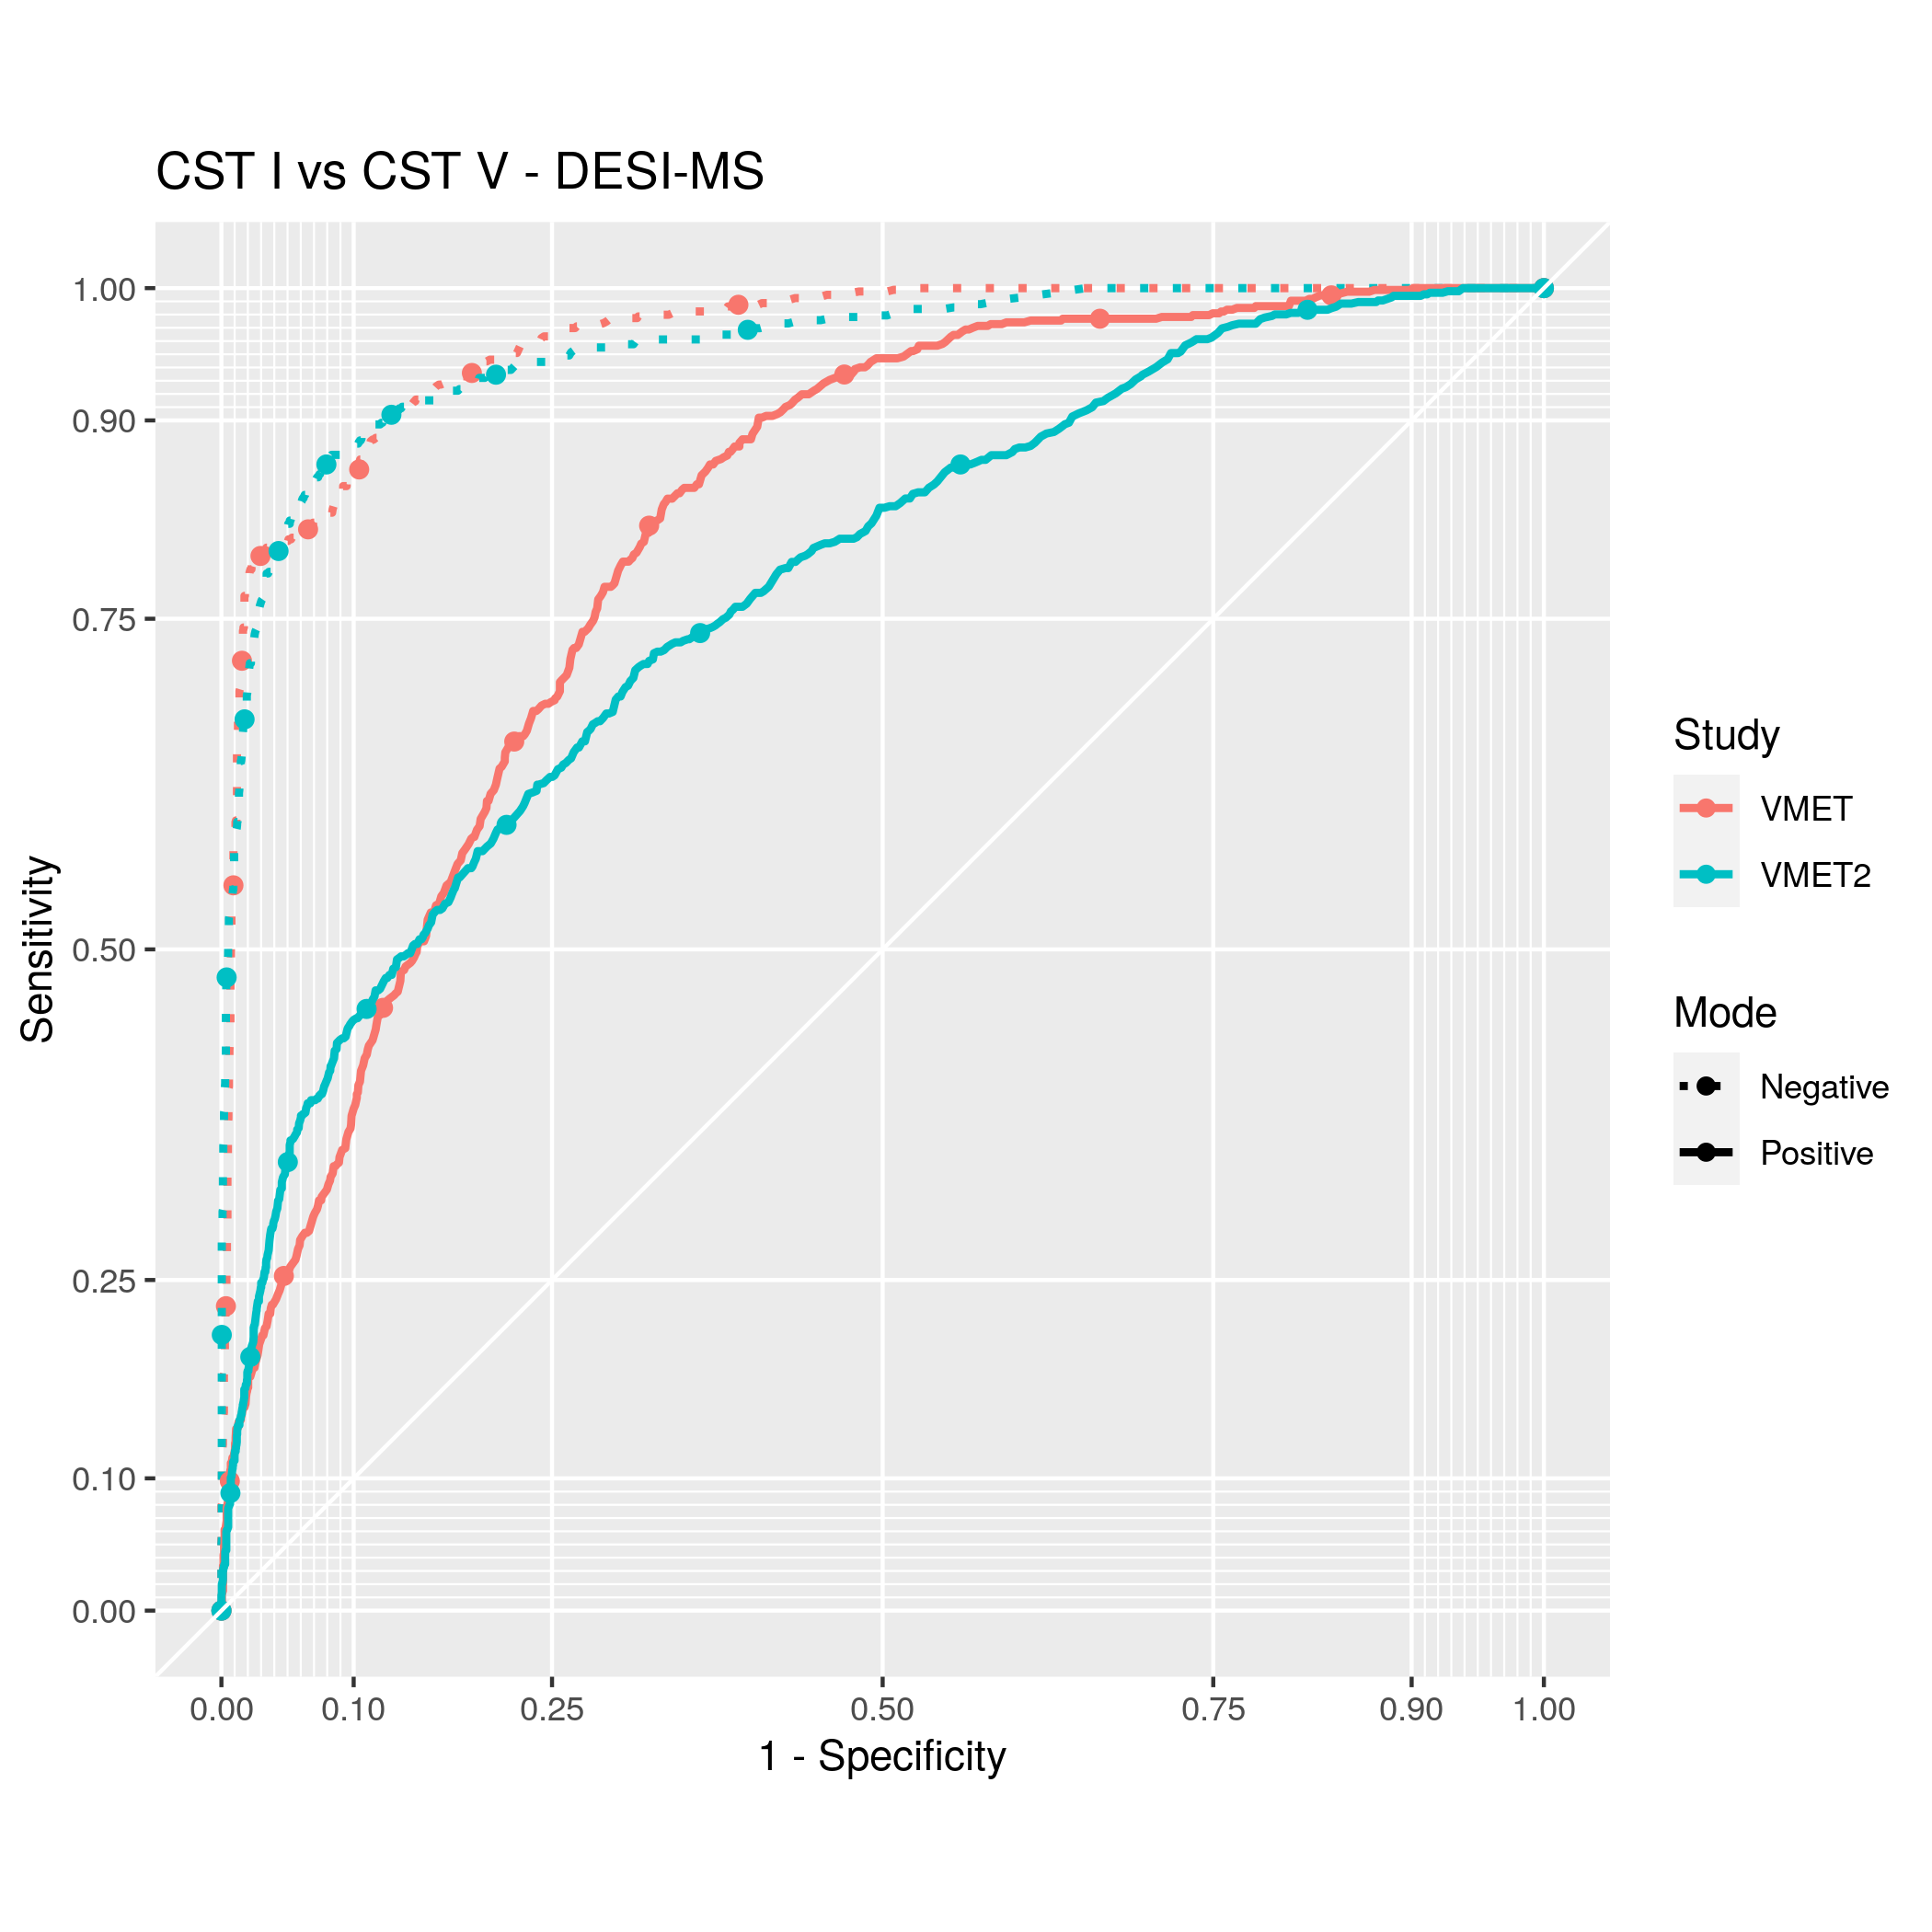 CST I vs CST V - DESI-MS
1.00
0.90
0.75
0.50
0.25
0.10
0.00
Sensitivity
0.00 0.10 0.25 0.50 0.75 0.90 1.00
1 - Specificity
Study
VMET
VMET2
Mode
Negative
Positive